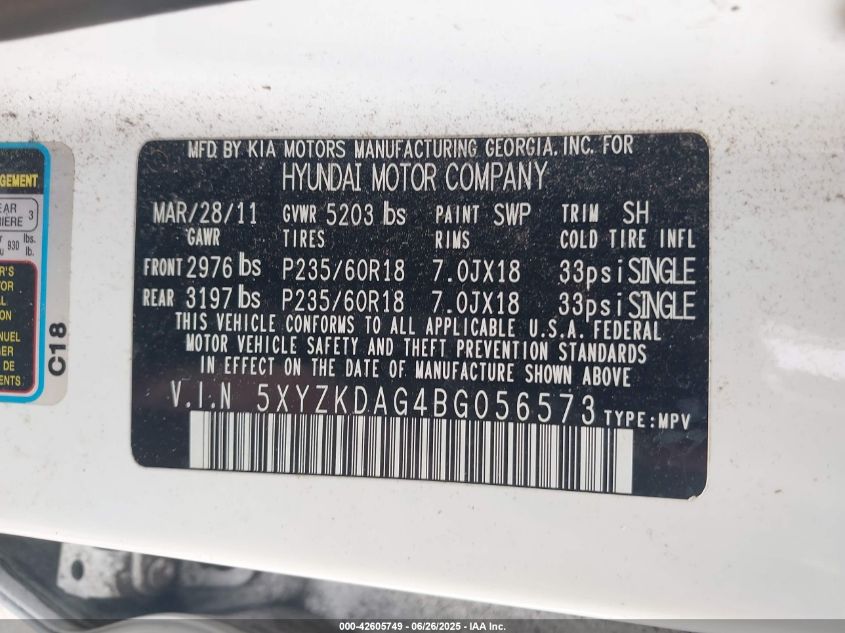 MFD. BY KIA MOTORS MANUFACTURING GEORGIA, INC. FOR
HYUNDAI MOTOR COMPANY
MAR/28/11 GVWR 5203 lbs PAINT SWP TRIM SH
GAWR TIRES RIMS COLD TIRE INFL
FRONT 2976 lbs P235/60R18 7.0JX18 33psi SINGLE
REAR 3197 lbs P235/60R18 7.0JX18 33psi SINGLE
THIS VEHICLE CONFORMS TO ALL APPLICABLE U.S.A. FEDERAL
MOTOR VEHICLE SAFETY AND THEFT PREVENTION STANDARDS
IN EFFECT ON THE DATE OF MANUFACTURE SHOWN ABOVE
V.I.N 5XYZKDAG4BG056573 TYPE:MPV
3
930 lbs.
lb.
C18
000-42605749 - 06/26/2025 - IAA Inc.